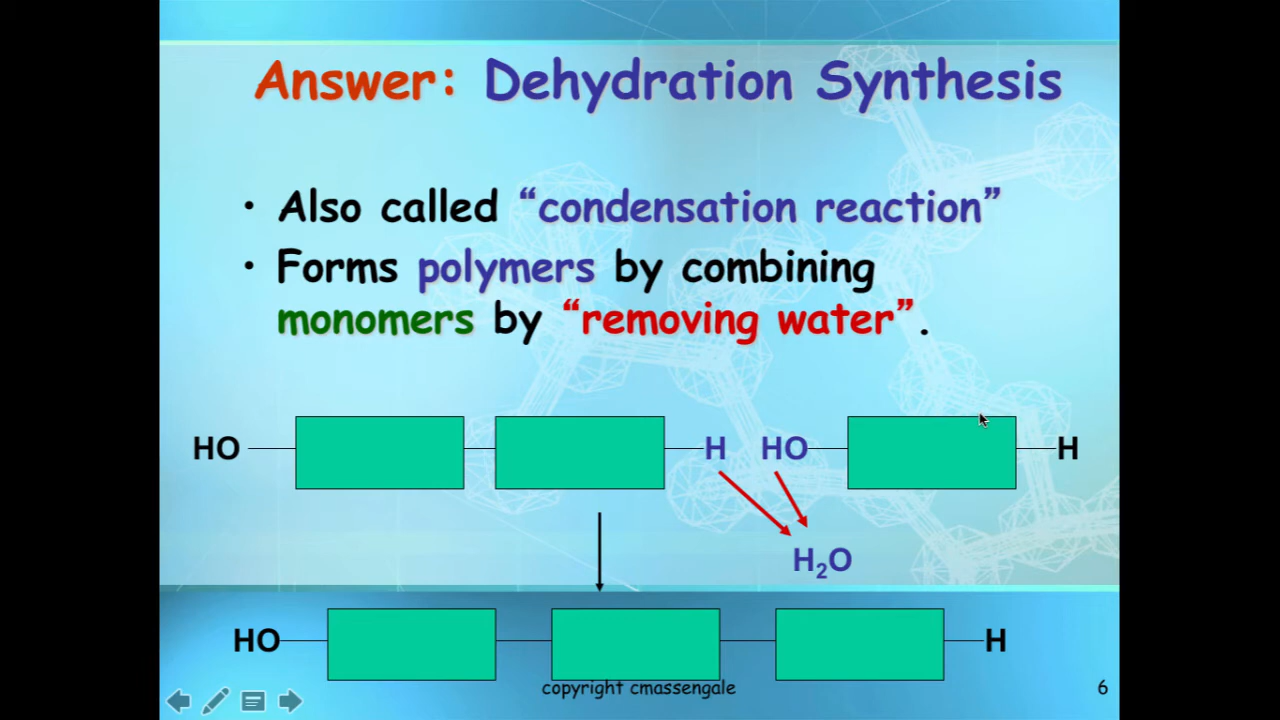 Answer: Dehydration Synthesis
• Also called “condensation reaction”
• Forms polymers by combining
monomers by “removing water”.
HO H HO H
H₂O
HO H
copyright cmassengale 6